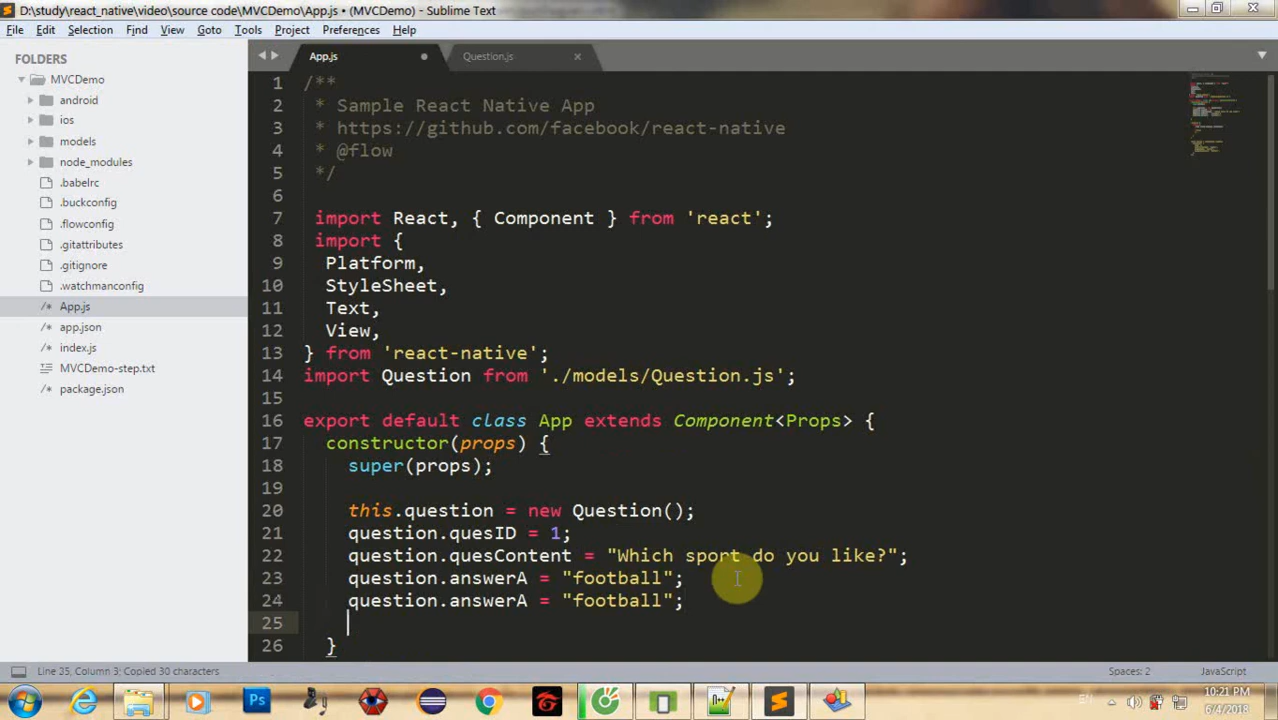 D:\study\react_native\video\source code\MVCDemo\App.js • (MVCDemo) - Sublime Text
File Edit Selection Find View Goto Tools Project Preferences Help
FOLDERS
MVCDemo
android
ios
models
node_modules
.babelrc
.buckconfig
.flowconfig
.gitattributes
.gitignore
.watchmanconfig
/* App.js
/* app.json
/* index.js
MVCDemo-step.txt
/* package.json
App.js Question.js
1 /**
2 * Sample React Native App
3 * https://github.com/facebook/react-native
4 * @flow
5 */
6
7 import React, { Component } from 'react';
8 import {
9 Platform,
10 StyleSheet,
11 Text,
12 View,
13 } from 'react-native';
14 import Question from './models/Question.js';
15
16 export default class App extends Component<Props> {
17 constructor(props) {
18 super(props);
19
20 this.question = new Question();
21 question.quesID = 1;
22 question.quesContent = "Which sport do you like?";
23 question.answerA = "football";
24 question.answerA = "football";
25
26 }
Line 35, Column 3: Copied 30 characters
Spaces: 2 JavaScript
Ps
10:21 PM
6/4/2018